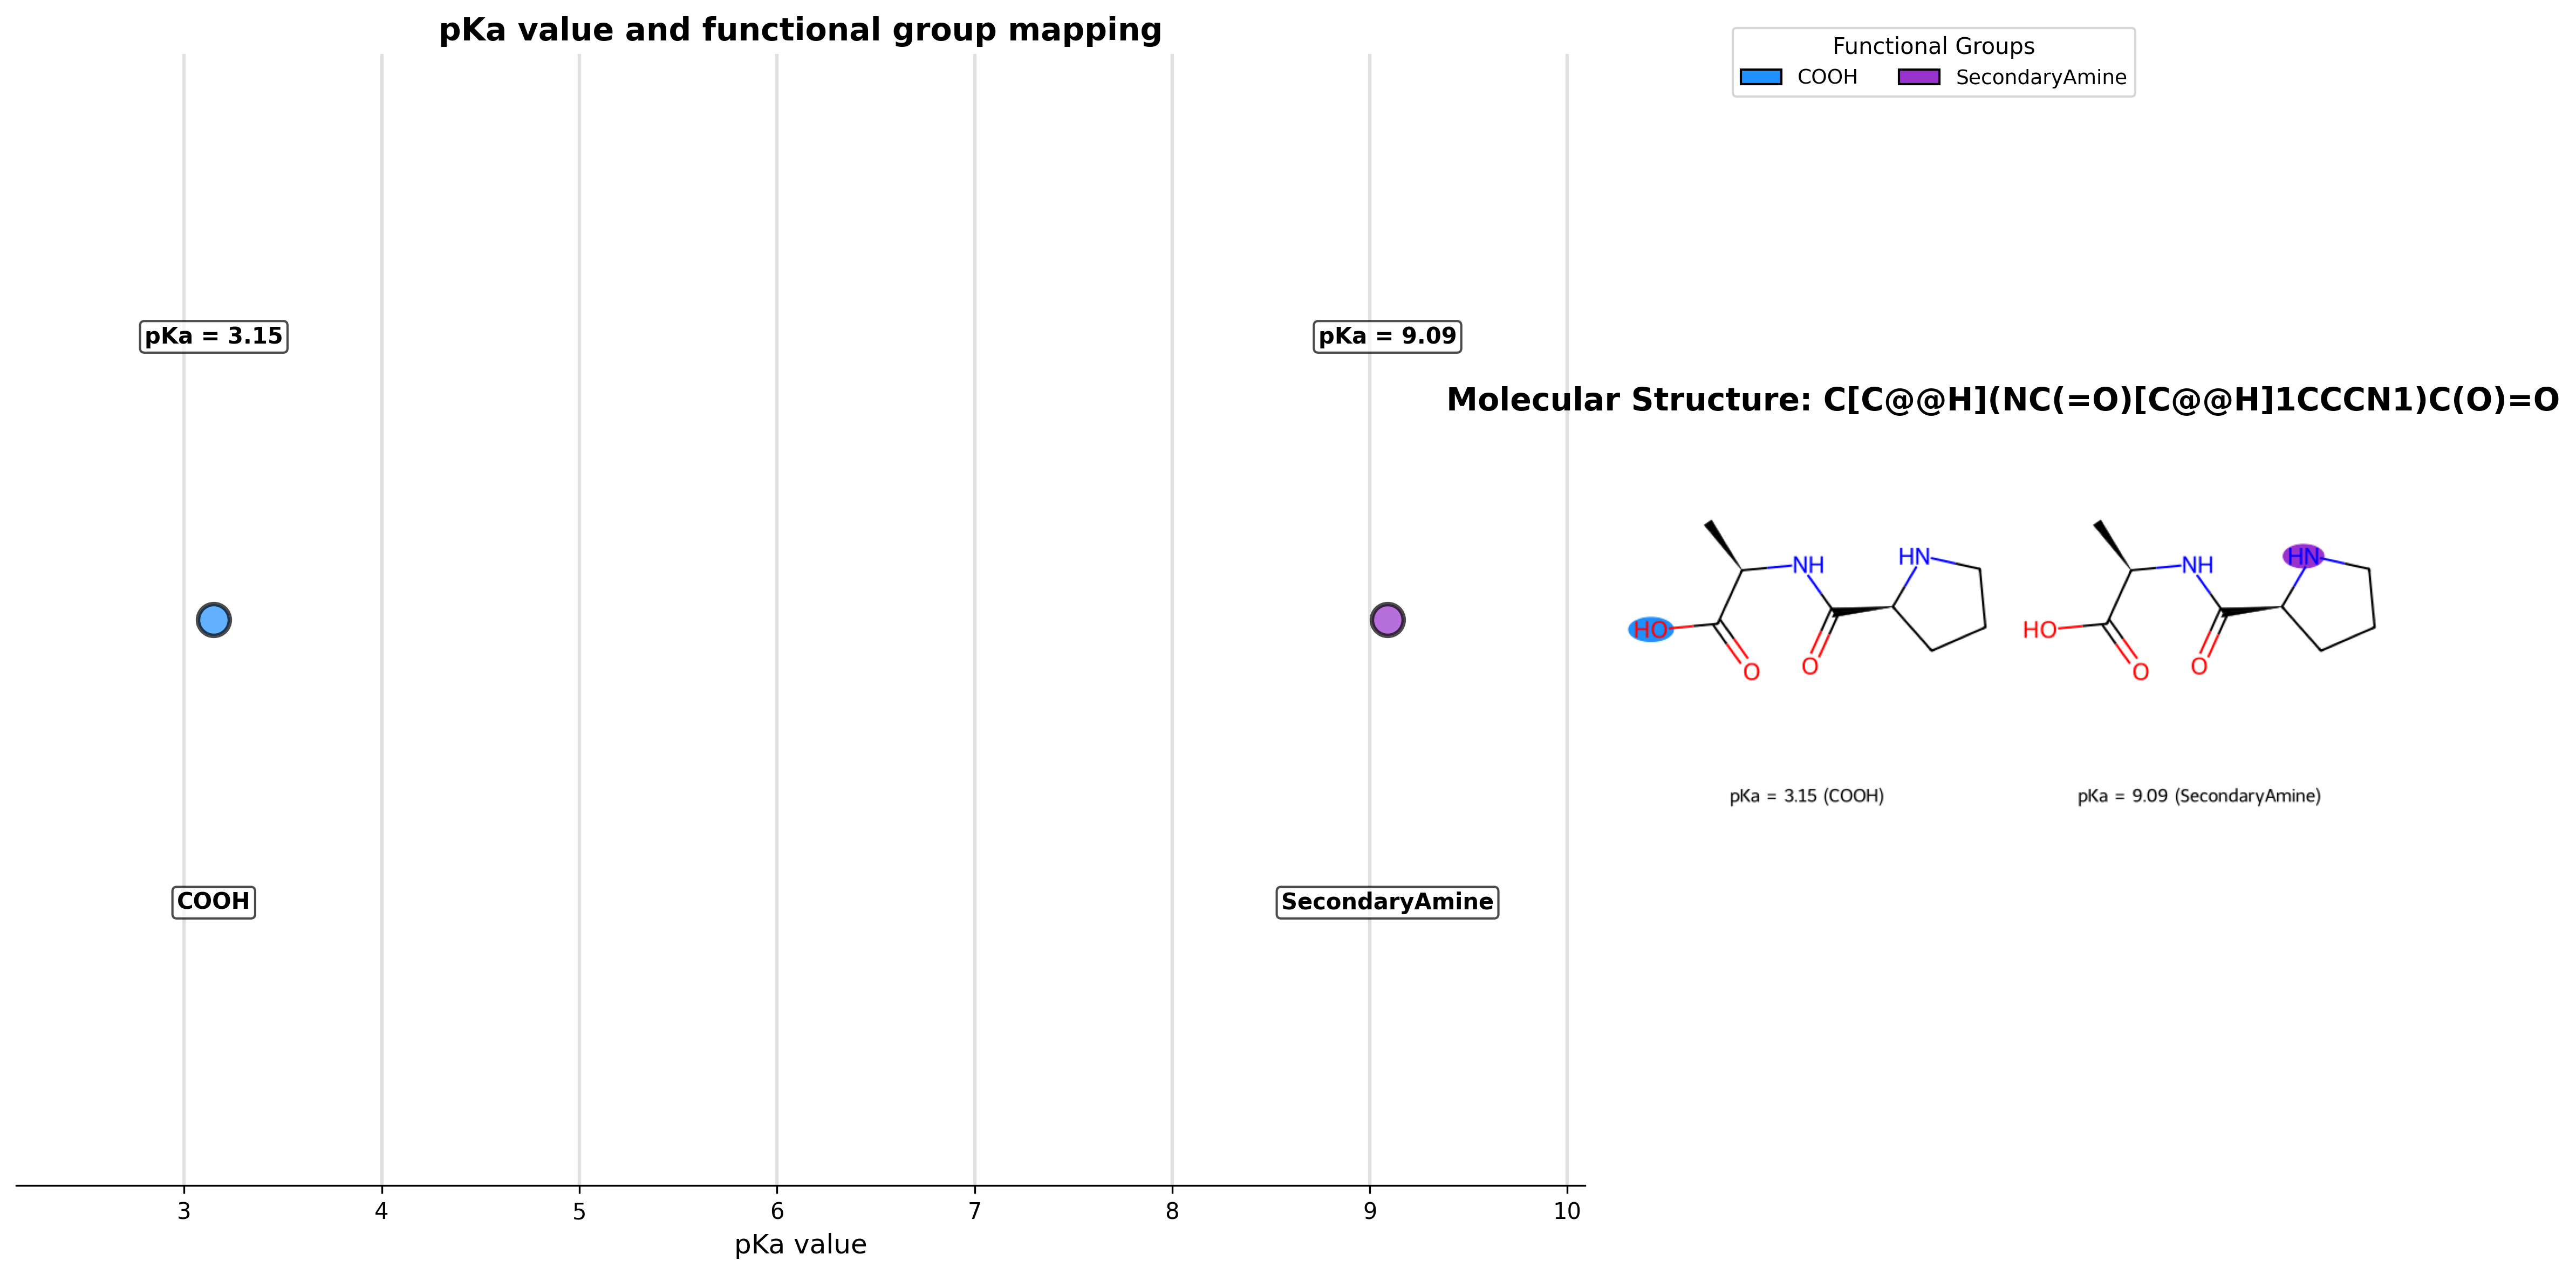 pKa value and functional group mapping
Functional Groups
COOH
SecondaryAmine
pKa = 3.15
pKa = 9.09
Molecular Structure: C[C@@H](NC(=O)[C@@H]1CCCN1)C(O)=O
HO
NH
HN
O
O
HO
NH
HN
O
O
pKa = 3.15 (COOH)
pKa = 9.09 (SecondaryAmine)
COOH
SecondaryAmine
3 4 5 6 7 8 9 10
pKa value